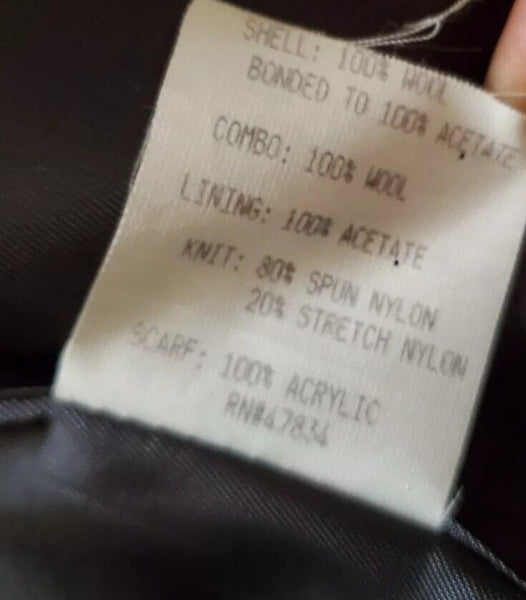 SHELL: 100% WOOL
BONDED TO 100% ACETATE
COMBO: 100% WOOL
LINING: 100% ACETATE
KNIT: 80% SPUN NYLON
20% STRETCH NYLON
SCARF: 100% ACRYLIC
RN#47834